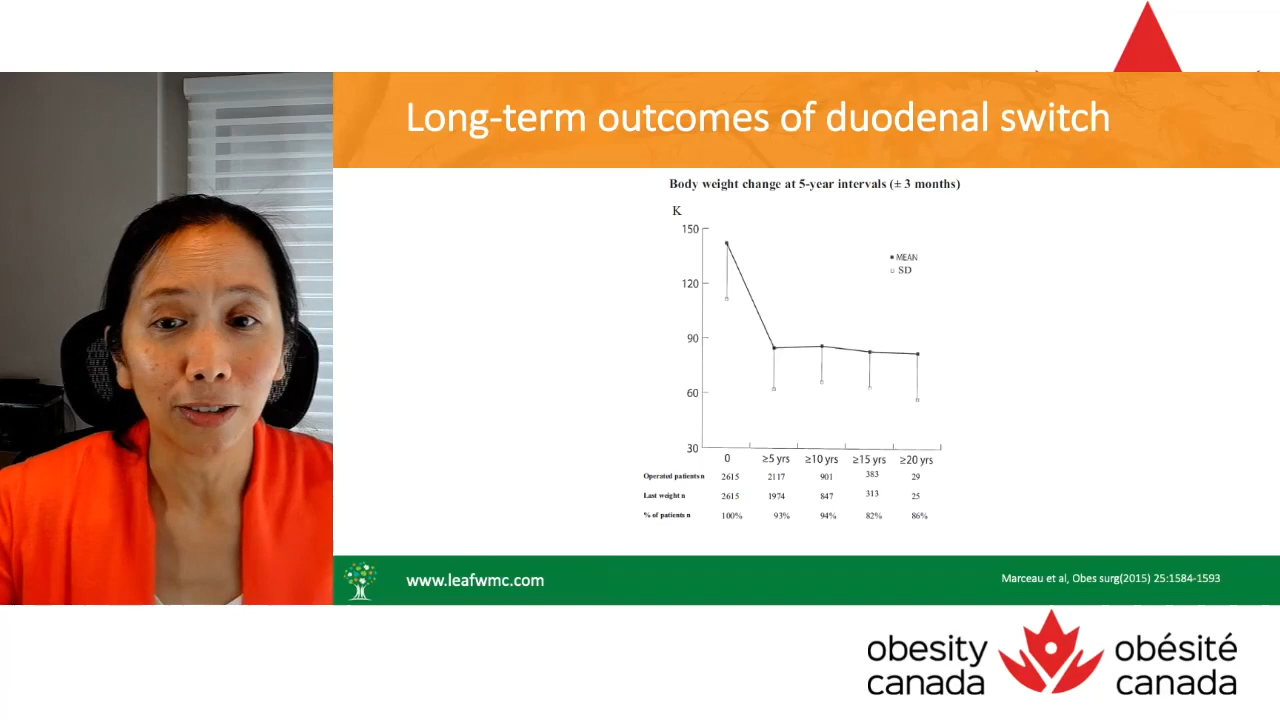 Long-term outcomes of duodenal switch
Body weight change at 5-year intervals (± 3 months)
K
150
120
90
60
30
MEAN
SD
0 ≥5 yrs ≥10 yrs ≥15 yrs ≥20 yrs
Operated patients n 2615 2117 901 383 29
Last weight n 2615 1974 847 313 25
% of patients n 100% 93% 94% 82% 86%
www.leafwmc.com
Marceau et al, Obes surg(2015) 25:1584-1593
obesity canada
obésité canada